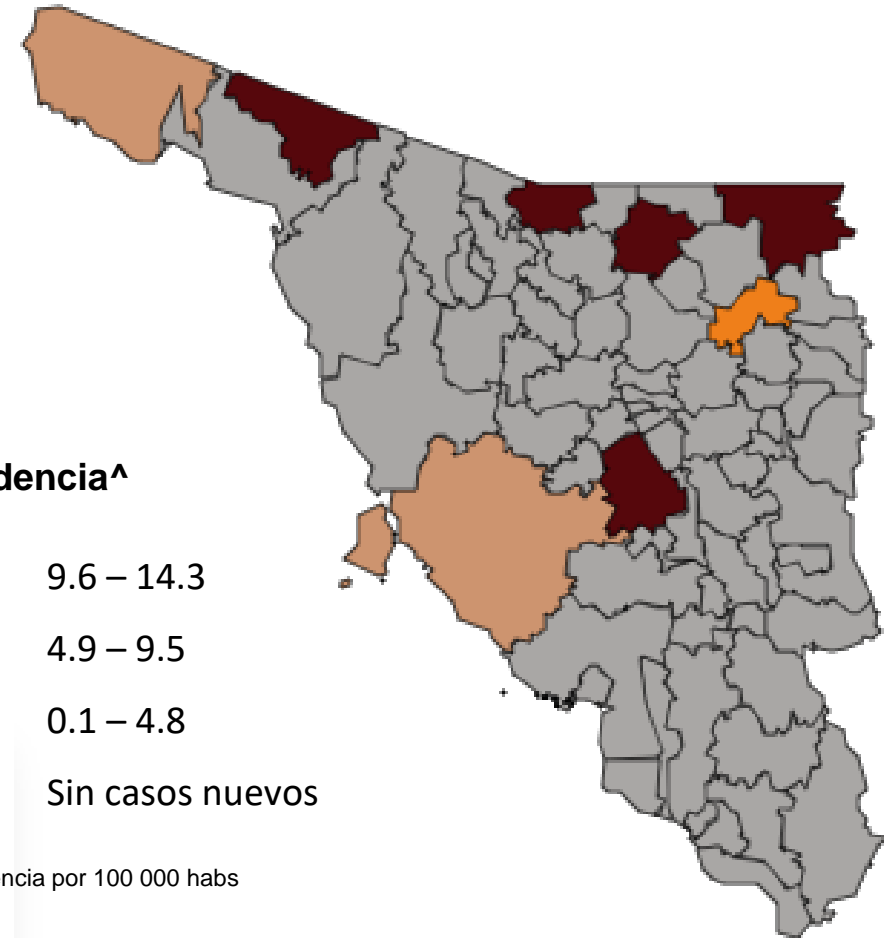 dencia^
9.6 – 14.3
4.9 – 9.5
0.1 – 4.8
Sin casos nuevos
encia por 100 000 habs